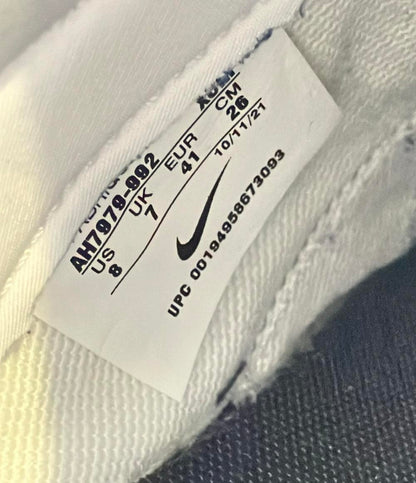 AH7979-992
US UK EUR CM
8 7 41 26
10/11/21
UPC 00194958673093